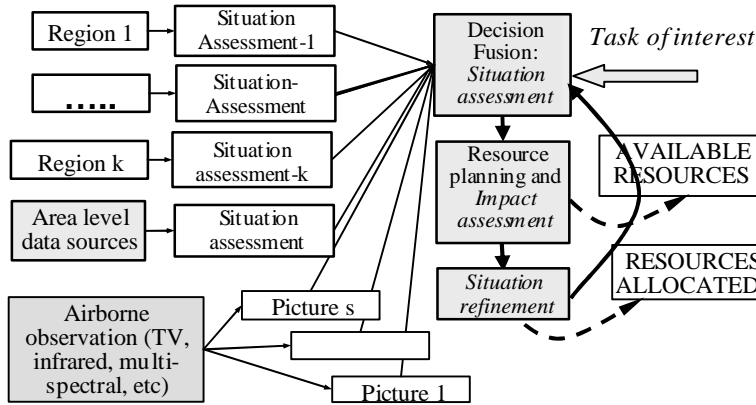 Region 1
Situation
Assessment-1
.....
Situation-
Assessment
Region k
Situation
assessment-k
Area level
data sources
Situation
assessment
Airborne
observation (TV,
infrared, multi-
spectral, etc)
Picture s
Picture 1
Decision
Fusion:
Situation
assessment
Task of interest
Resource
planning and
Impact
assessment
Situation
refinement
AVAILABLE
RESOURCES
RESOURCES
ALLOCATED